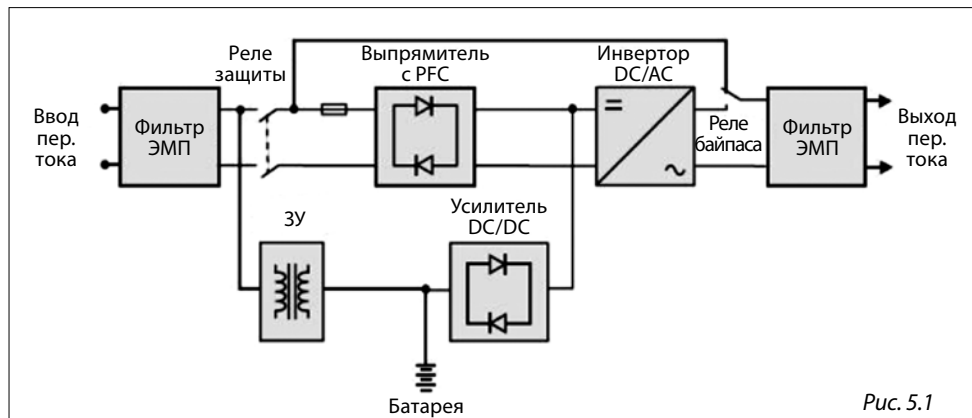 Реле
защиты
Выпрямитель
с PFC
Инвертор
DC/AC
Ввод
пер.
тока
Фильтр
ЭМП
Реле
байпаса
Фильтр
ЭМП
Выход
пер.
тока
ЗУ
Усилитель
DC/DC
Батарея
Рис. 5.1